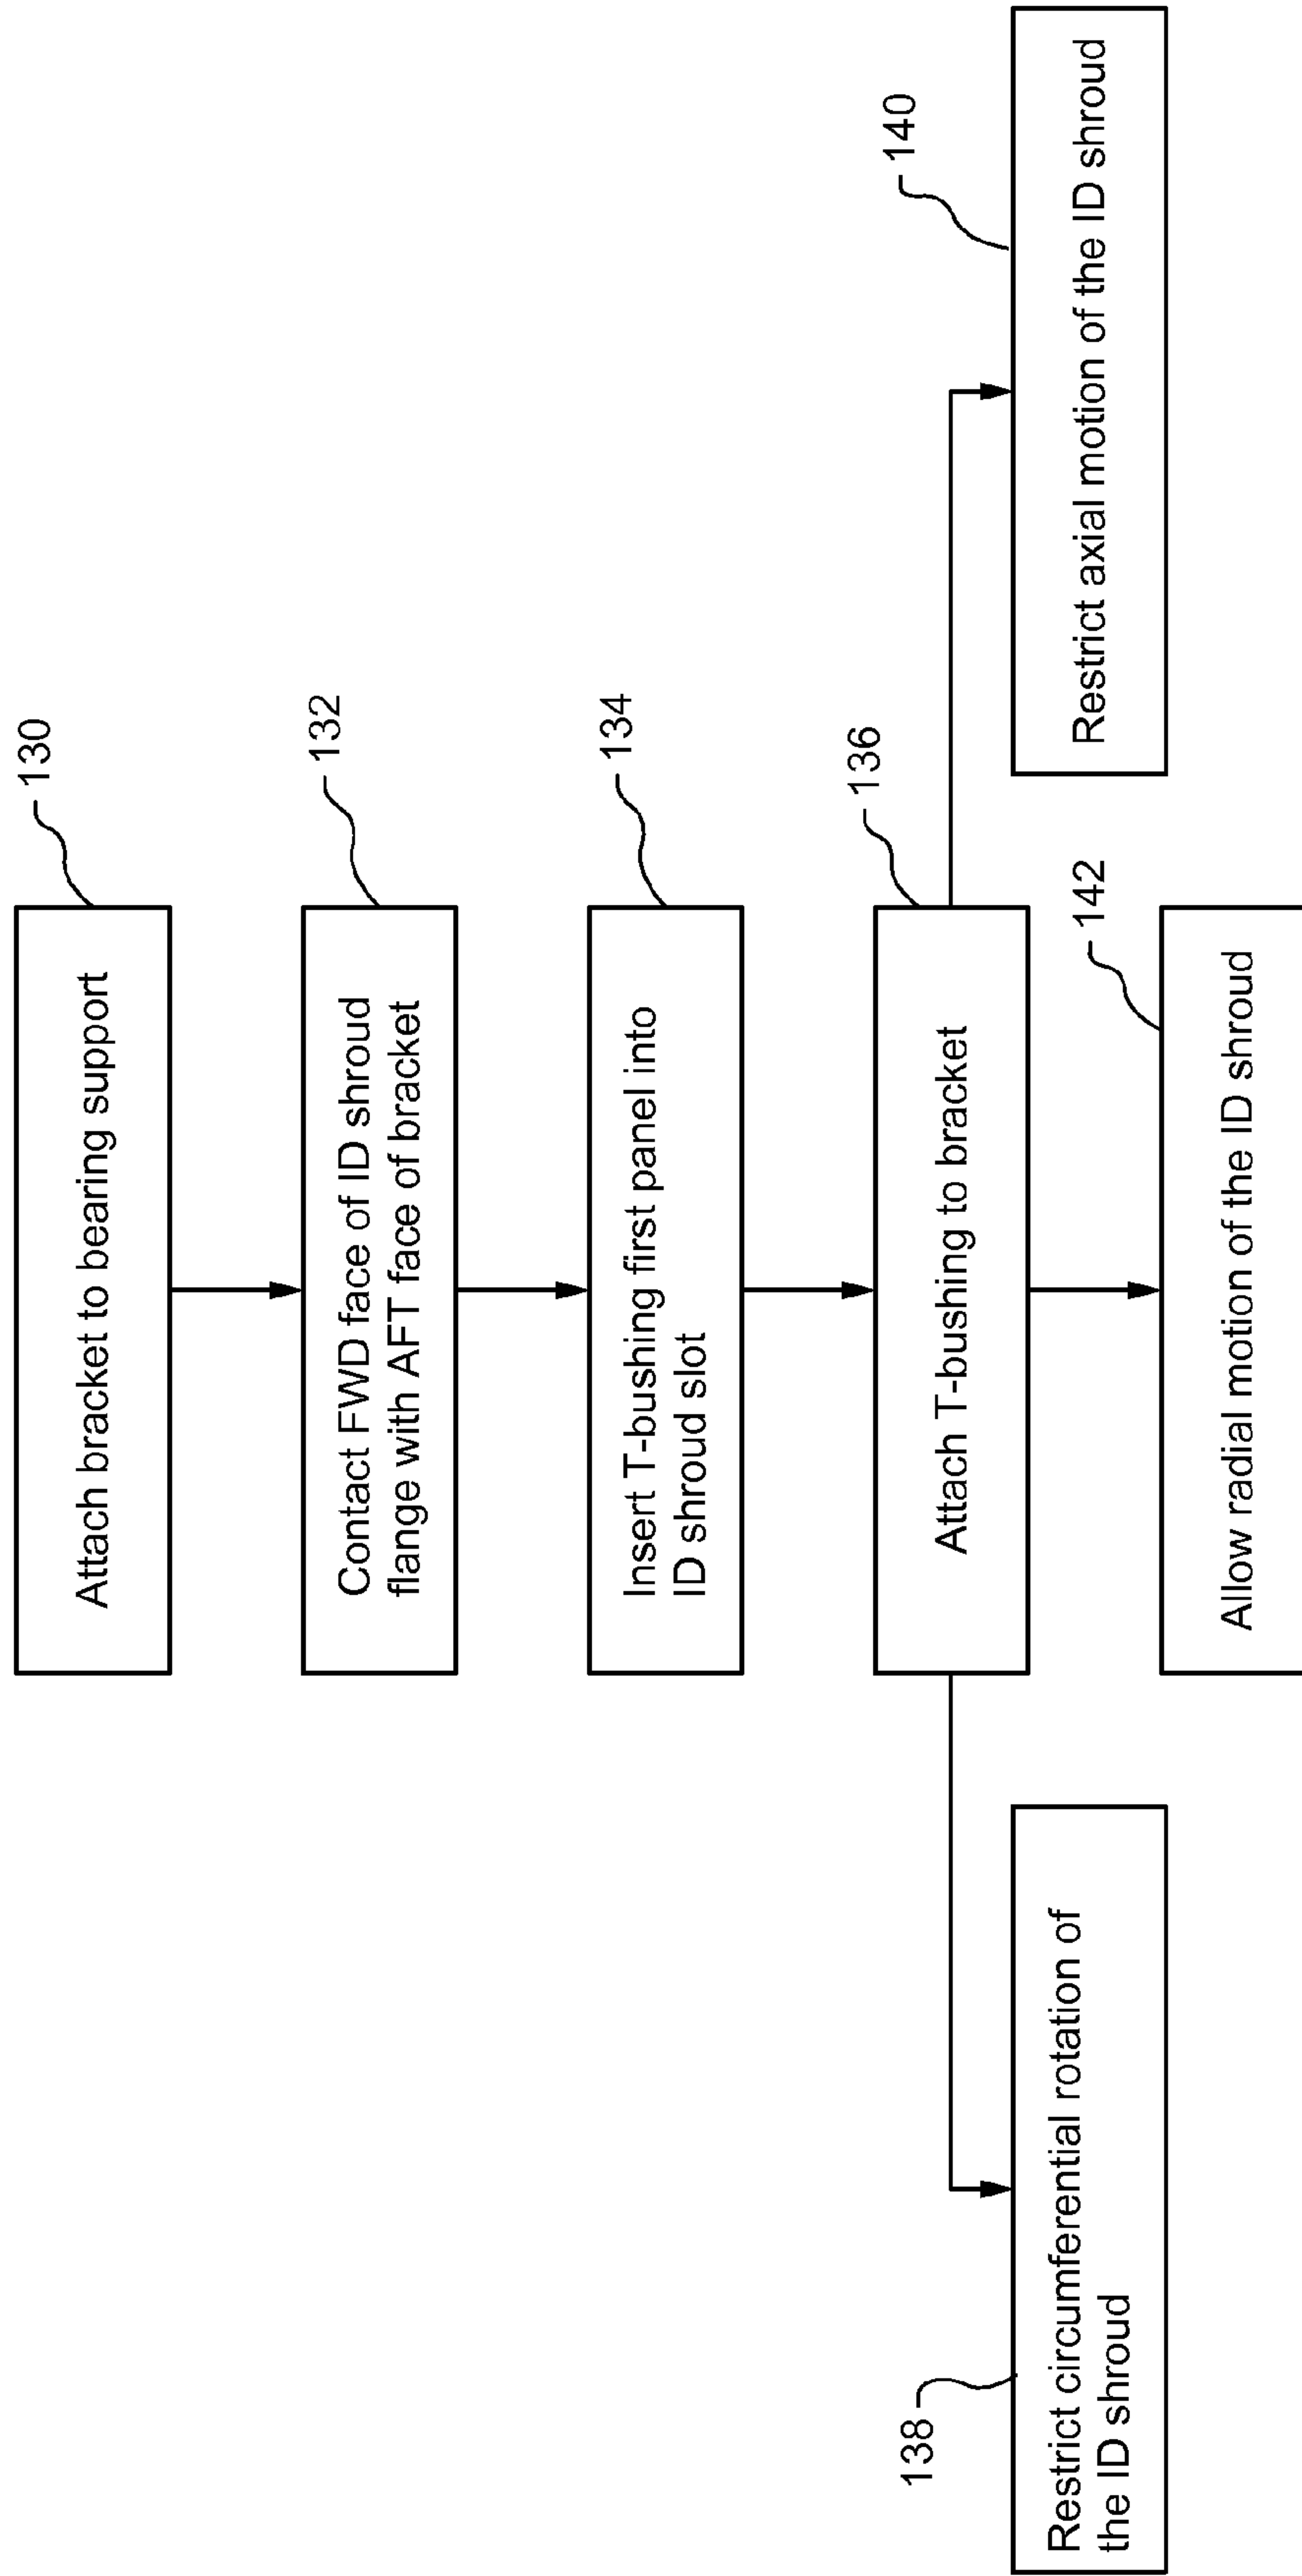 Attach bracket to bearing support
130
Contact FWD face of ID shroud
flange with AFT face of bracket
132
Insert T-bushing first panel into
ID shroud slot
134
Attach T-bushing to bracket
136
138
Restrict circumferential rotation of
the ID shroud
142
Allow radial motion of the ID shroud
140
Restrict axial motion of the ID shroud